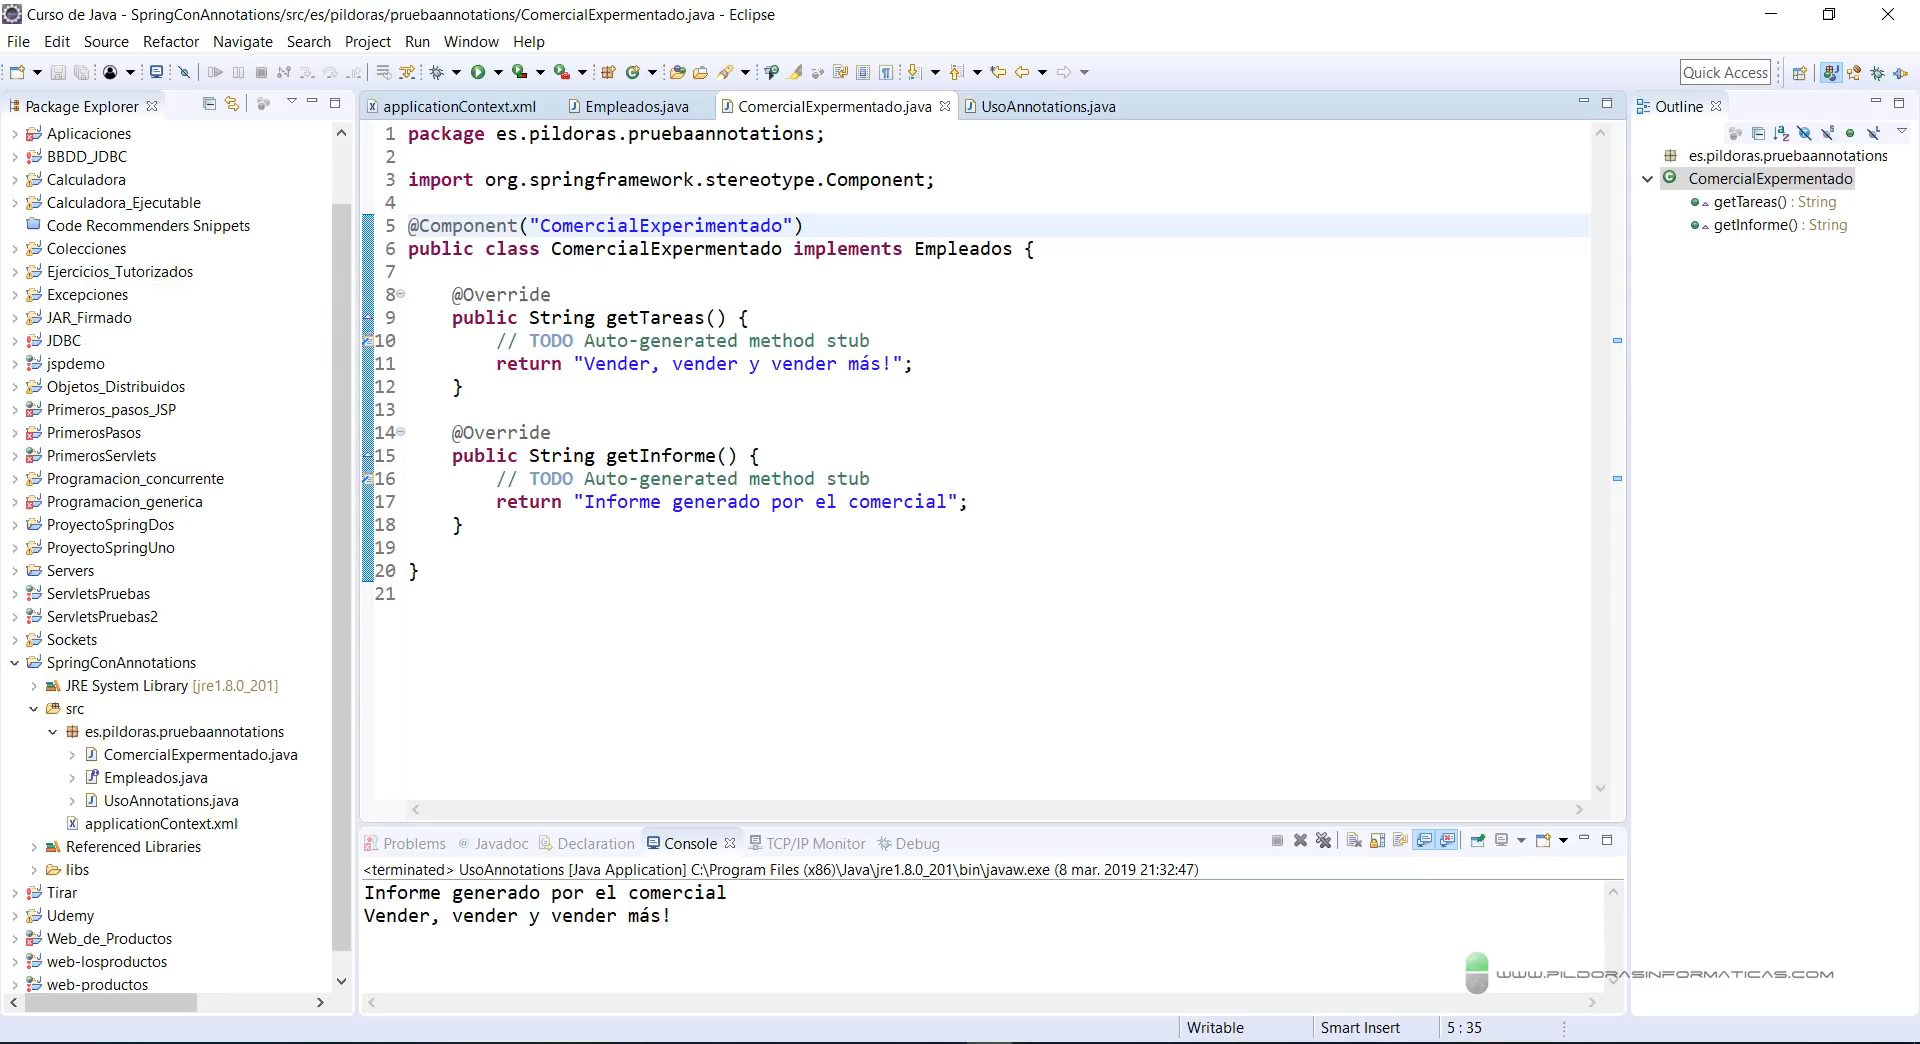 Curso de Java - SpringConAnnotations/src/es/pildoras/pruebaannotations/ComercialExpermentado.java - Eclipse
File Edit Source Refactor Navigate Search Project Run Window Help
Quick Access
Package Explorer
Aplicaciones
BBDD_JDBC
Calculadora
Calculadora_Ejecutable
Code Recommenders Snippets
Colecciones
Ejercicios_Tutorizados
Excepciones
JAR_Firmado
JDBC
jspdemo
Objetos_Distribuidos
Primeros_pasos_JSP
PrimerosPasos
PrimerosServlets
Programacion_concurrente
Programacion_generica
ProyectoSpringDos
ProyectoSpringUno
Servers
ServletsPruebas
ServletsPruebas2
Sockets
SpringConAnnotations
JRE System Library [jre1.8.0_201]
src
es.pildoras.pruebaannotations
ComercialExpermentado.java
Empleados.java
UsoAnnotations.java
applicationContext.xml
Referenced Libraries
libs
Tirar
Udemy
Web_de_Productos
web-losproductos
web-productos
applicationContext.xml Empleados.java ComercialExpermentado.java UsoAnnotations.java
1 package es.pildoras.pruebaannotations;
2
3 import org.springframework.stereotype.Component;
4
5 @Component("ComercialExperimentado")
6 public class ComercialExpermentado implements Empleados {
7
8 @Override
9 public String getTareas() {
10 // TODO Auto-generated method stub
11 return "Vender, vender y vender más!";
12 }
13
14 @Override
15 public String getInforme() {
16 // TODO Auto-generated method stub
17 return "Informe generado por el comercial";
18 }
19
20 }
21
Outline
es.pildoras.pruebaannotations
ComercialExpermentado
getTareas() : String
getInforme() : String
Problems @ Javadoc Declaration Console TCP/IP Monitor Debug
<terminated> UsoAnnotations [Java Application] C:\Program Files (x86)\Java\jre1.8.0_201\bin\javaw.exe (8 mar. 2019 21:32:47)
Informe generado por el comercial
Vender, vender y vender más!
WWW.PILDORASINFORMATICAS.COM
Writable Smart Insert 5 : 35